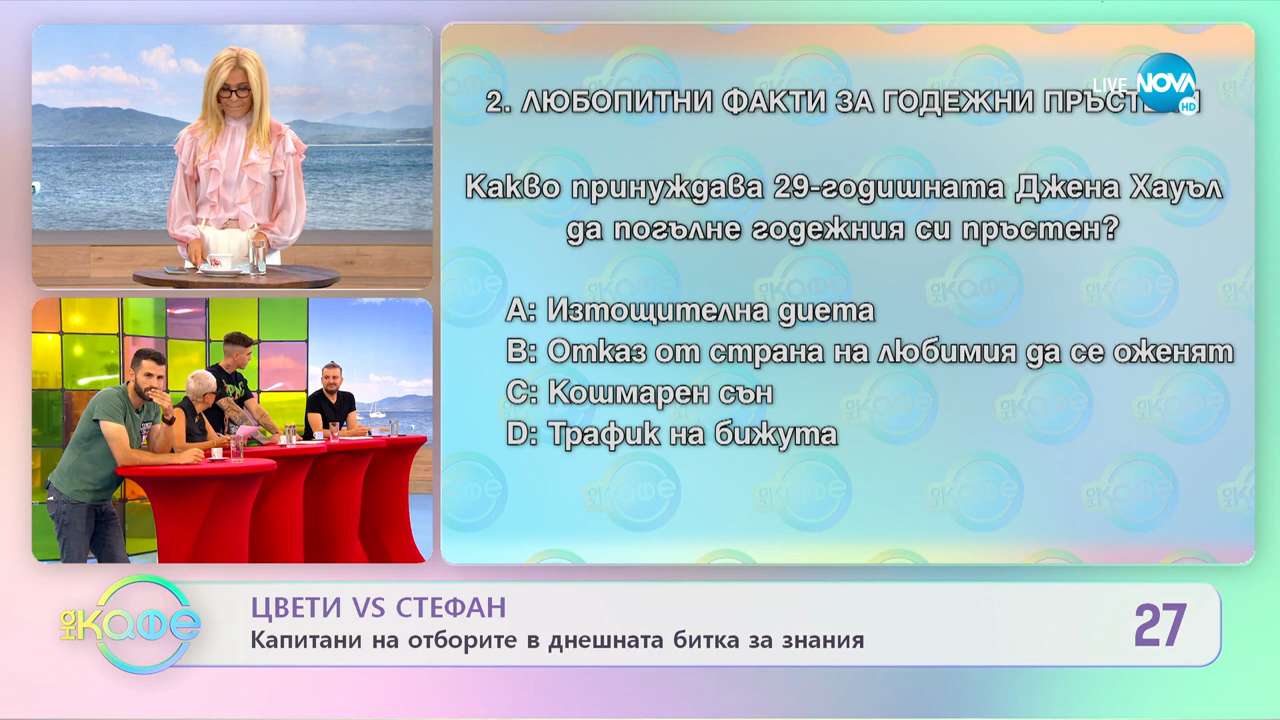 LIVE NOVA HD
2. ЛЮБОПИТНИ ФАКТИ ЗА ГОДЕЖНИ
Какво принуждава 29-годишната Джена Хауъл
да погълне годежния си пръстен?
A: Изтощителна диета
B: Отказ от страна на любимия да се оженят
C: Кошмарен сън
D: Трафик на бижута
НА КАФЕ
ЦВЕТИ VS СТЕФАН
Капитани на отборите в днешната битка за знания
27